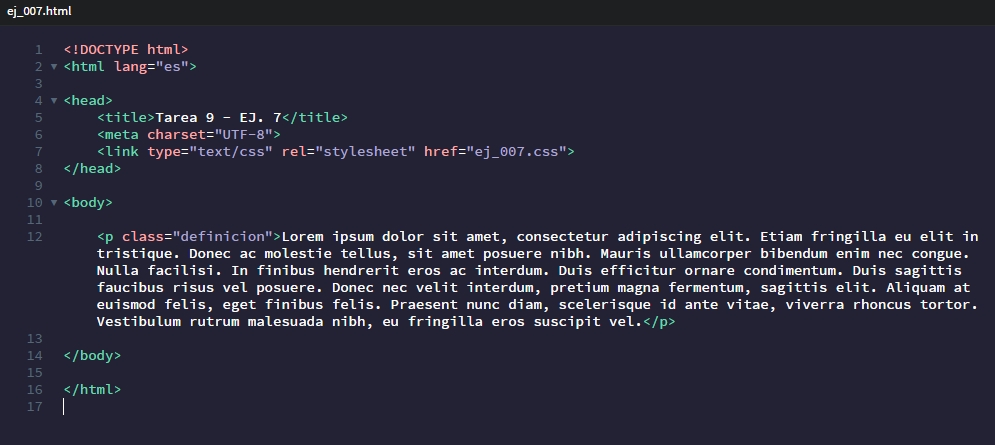 ej_007.html
1 <!DOCTYPE html>
2 <html lang="es">
3
4 <head>
5 <title>Tarea 9 - EJ. 7</title>
6 <meta charset="UTF-8">
7 <link type="text/css" rel="stylesheet" href="ej_007.css">
8 </head>
9
10 <body>
11
12 <p class="definicion">Lorem ipsum dolor sit amet, consectetur adipiscing elit. Etiam fringilla eu elit in
tristique. Donec ac molestie tellus, sit amet posuere nibh. Mauris ullamcorper bibendum enim nec congue.
Nulla facilisi. In finibus hendrerit eros ac interdum. Duis efficitur ornare condimentum. Duis sagittis
faucibus risus vel posuere. Donec nec velit interdum, pretium magna fermentum, sagittis elit. Aliquam at
euismod felis, eget finibus felis. Praesent nunc diam, scelerisque id ante vitae, viverra rhoncus tortor.
Vestibulum rutrum malesuada nibh, eu fringilla eros suscipit vel.</p>
13
14 </body>
15
16 </html>
17